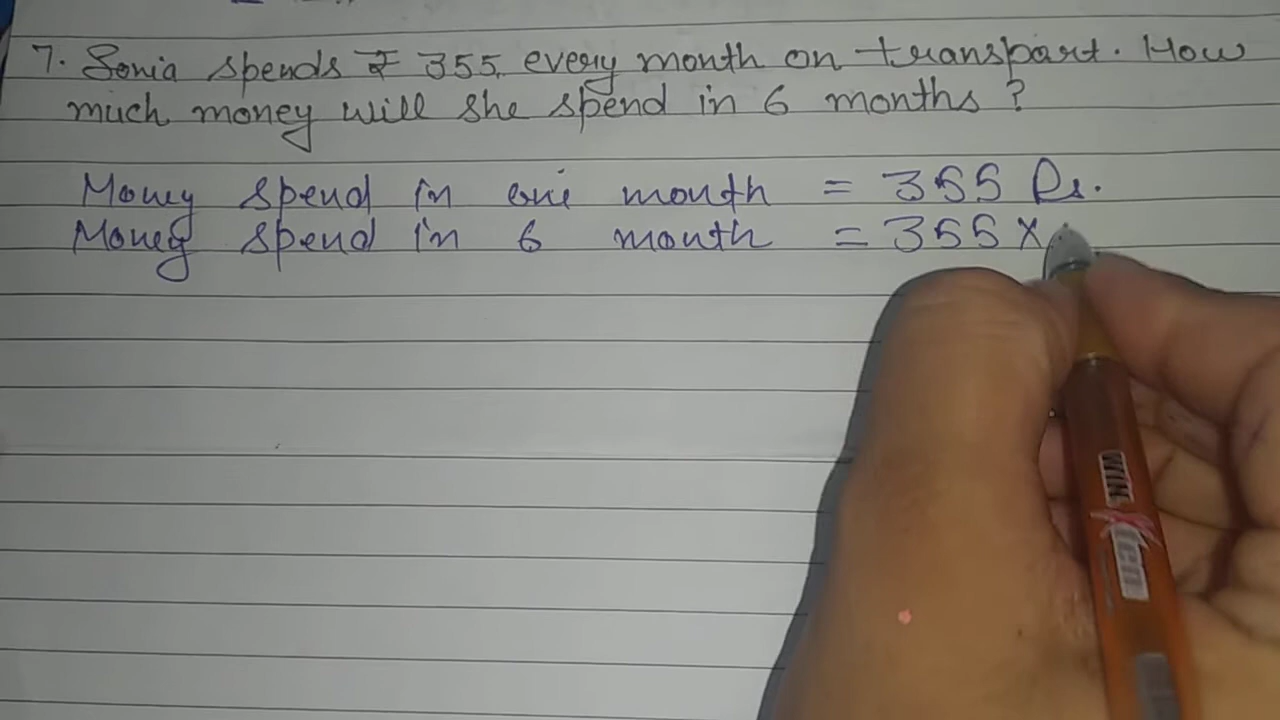 7. Sonia spends ₹ 355 every month on transport. How
much money will she spend in 6 months ?
Money spend in one month = 355 Rs.
Money spend in 6 month = 355 ×
WIN